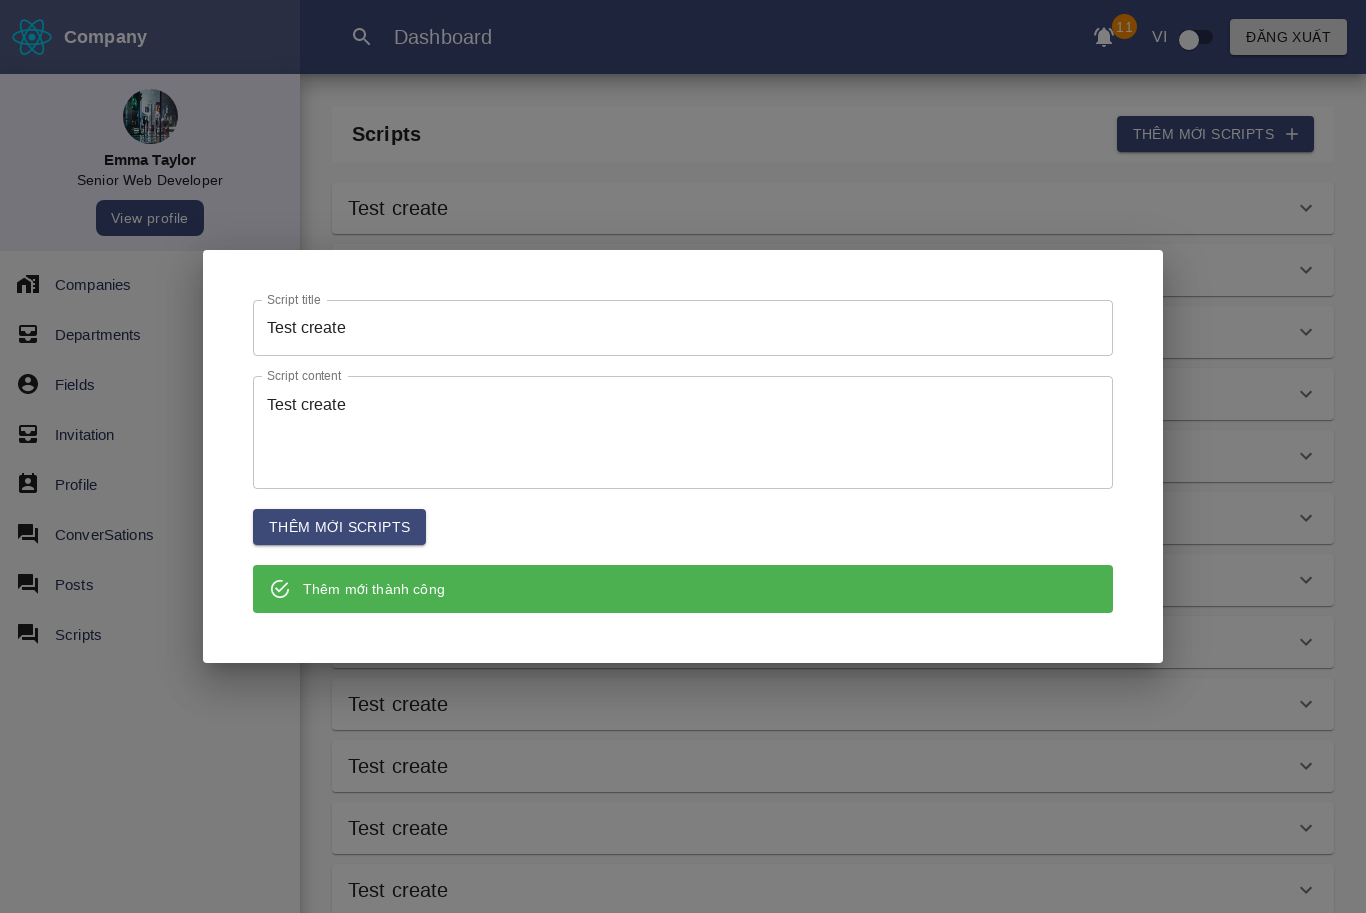 Company
Dashboard
11
VI
ĐĂNG XUẤT
Emma Taylor
Senior Web Developer
View profile
Companies
Departments
Fields
Invitation
Profile
ConverSations
Posts
Scripts
Scripts
THÊM MỚI SCRIPTS
Test create
Script title
Test create
Script content
Test create
THÊM MỚI SCRIPTS
Thêm mới thành công
Test create
Test create
Test create
Test create